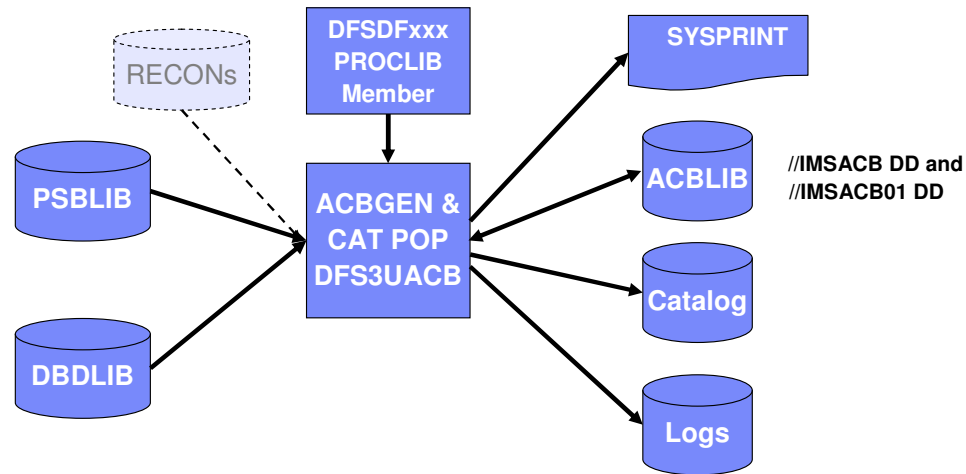 RECONs
DFSDFxxx
PROCLIB
Member
SYSPRINT
PSBLIB
ACBGEN &
CAT POP
DFS3UACB
ACBLIB
//IMSACB DD and
//IMSACB01 DD
Catalog
DBDLIB
Logs